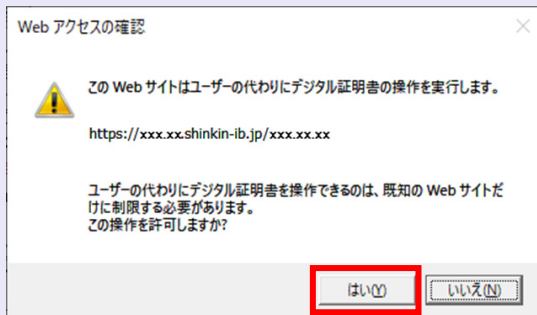 Web アクセスの確認
この Web サイトはユーザーの代わりにデジタル証明書の操作を実行します。
https://xxx.xx.shinkin-ib.jp/xxx.xx.xx
ユーザーの代わりにデジタル証明書を操作できるのは、既知の Web サイトだ
けに制限する必要があります。
この操作を許可しますか?
はい(Y)
いいえ(N)